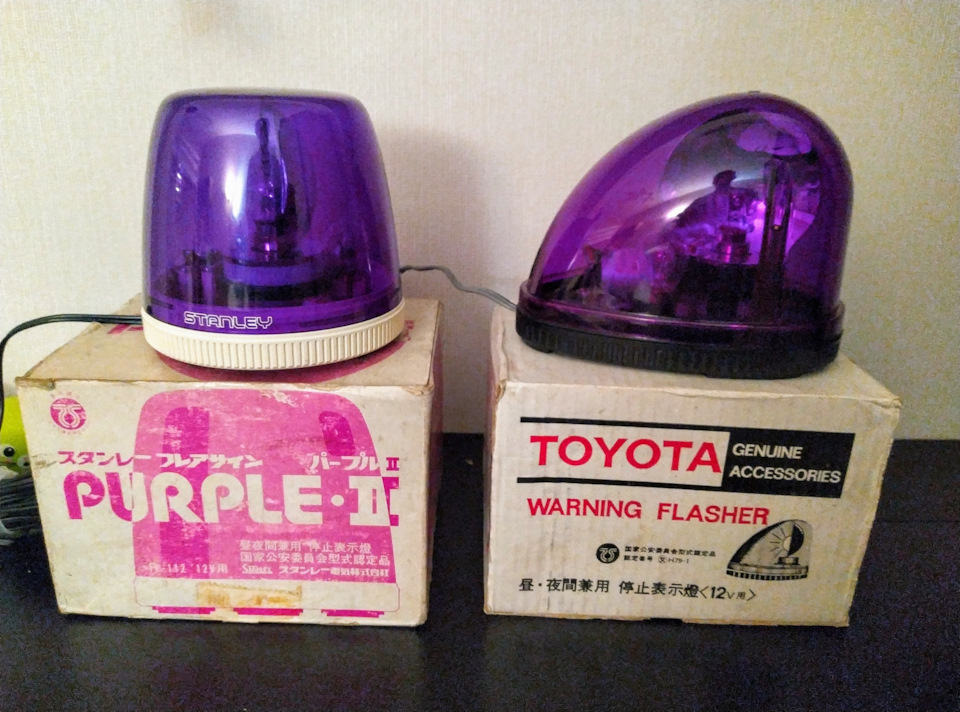 STANLEY
スタンレー フレアサイン パープルⅡ
PURPLE・Ⅱ
昼夜間兼用 停止表示燈
国家公安委員会型式認定品
12V用 スタンレー電気株式会社
TOYOTA GENUINE ACCESSORIES
WARNING FLASHER
国家公安委員会型式認定品
認定番号
昼・夜間兼用 停止表示燈〈12V用〉